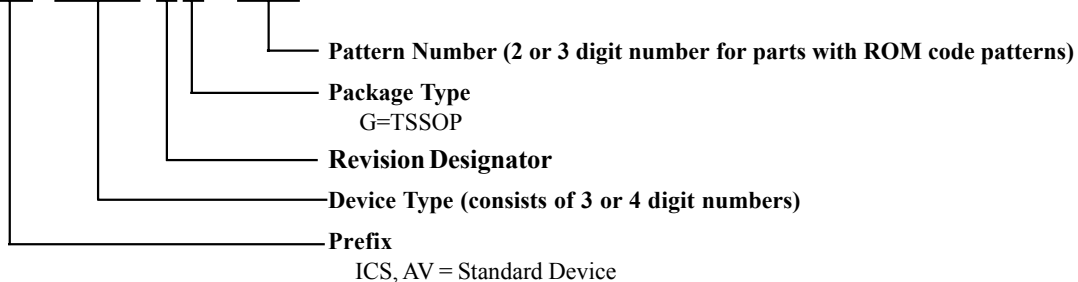 Pattern Number (2 or 3 digit number for parts with ROM code patterns)
Package Type
G=TSSOP
Revision Designator
Device Type (consists of 3 or 4 digit numbers)
Prefix
ICS, AV = Standard Device